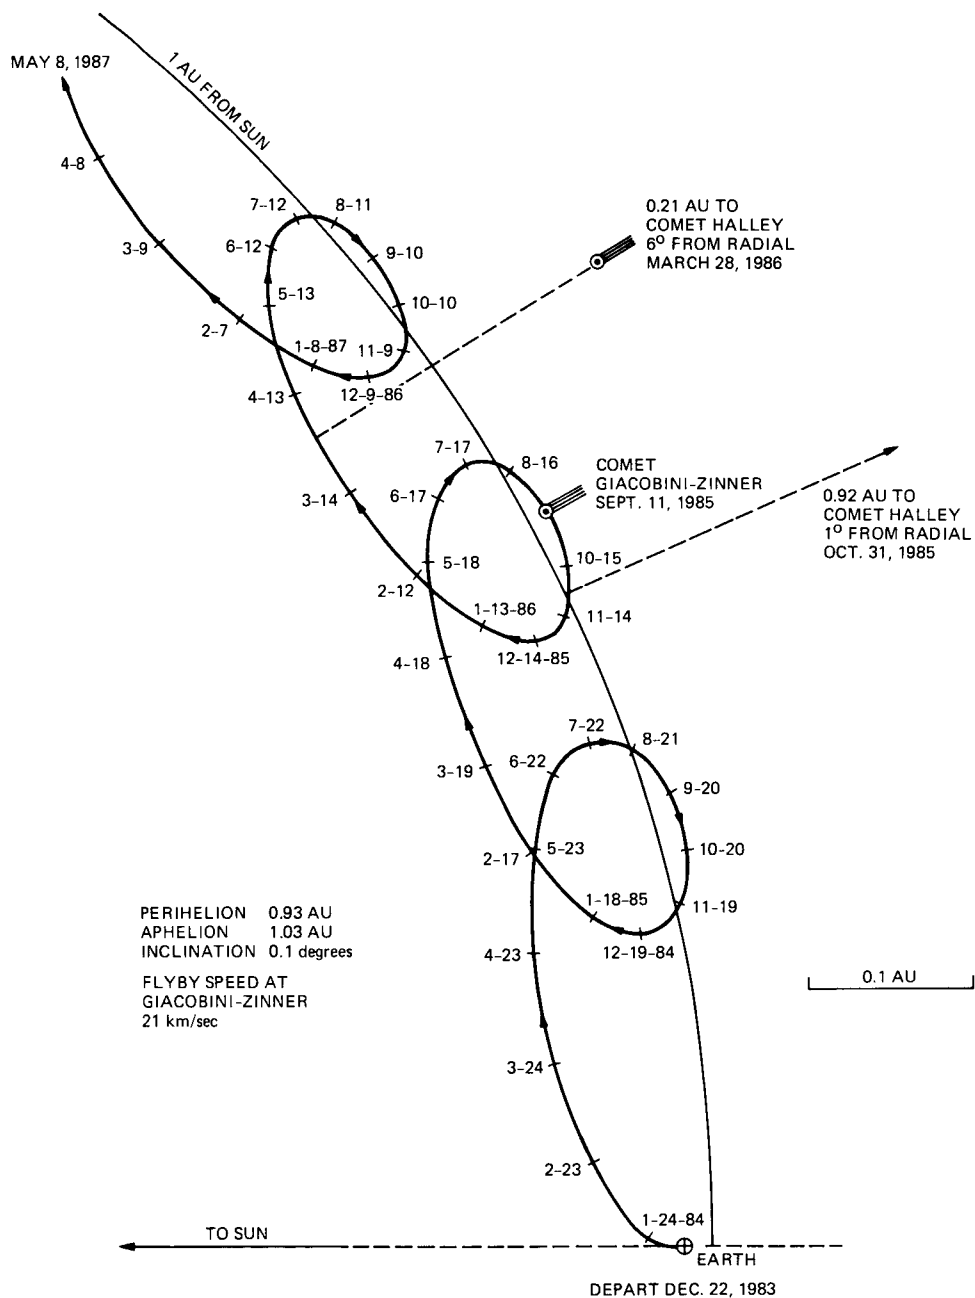 MAY 8, 1987
1 AU FROM SUN
4-8
7-12
8-11
0.21 AU TO
COMET HALLEY
6° FROM RADIAL
MARCH 28, 1986
3-9
6-12
9-10
5-13
10-10
2-7
1-8-87
11-9
4-13
12-9-86
7-17
8-16
COMET
GIACOBINI-ZINNER
SEPT. 11, 1985
0.92 AU TO
COMET HALLEY
1° FROM RADIAL
OCT. 31, 1985
3-14
6-17
5-18
10-15
2-12
1-13-86
11-14
4-18
12-14-85
7-22
8-21
3-19
6-22
9-20
2-17
5-23
10-20
1-18-85
11-19
4-23
12-19-84
PERIHELION 0.93 AU
APHELION 1.03 AU
INCLINATION 0.1 degrees
FLYBY SPEED AT
GIACOBINI-ZINNER
21 km/sec
0.1 AU
3-24
2-23
1-24-84
TO SUN
EARTH
DEPART DEC. 22, 1983